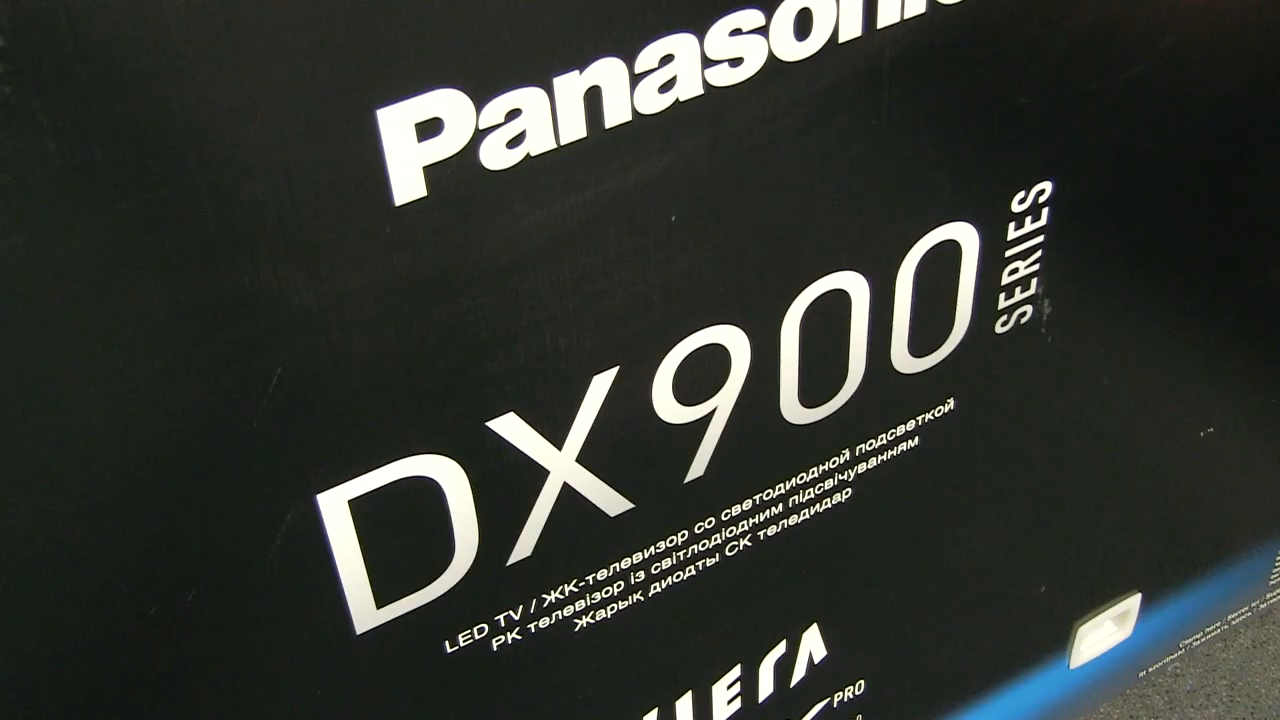 Panasonic
DX900
SERIES
LED TV / ЖК-телевизор со светодиодной подсветкой
РК телевізор із світлодіодним підсвічуванням
Жарық диодты СК теледидар
PRO